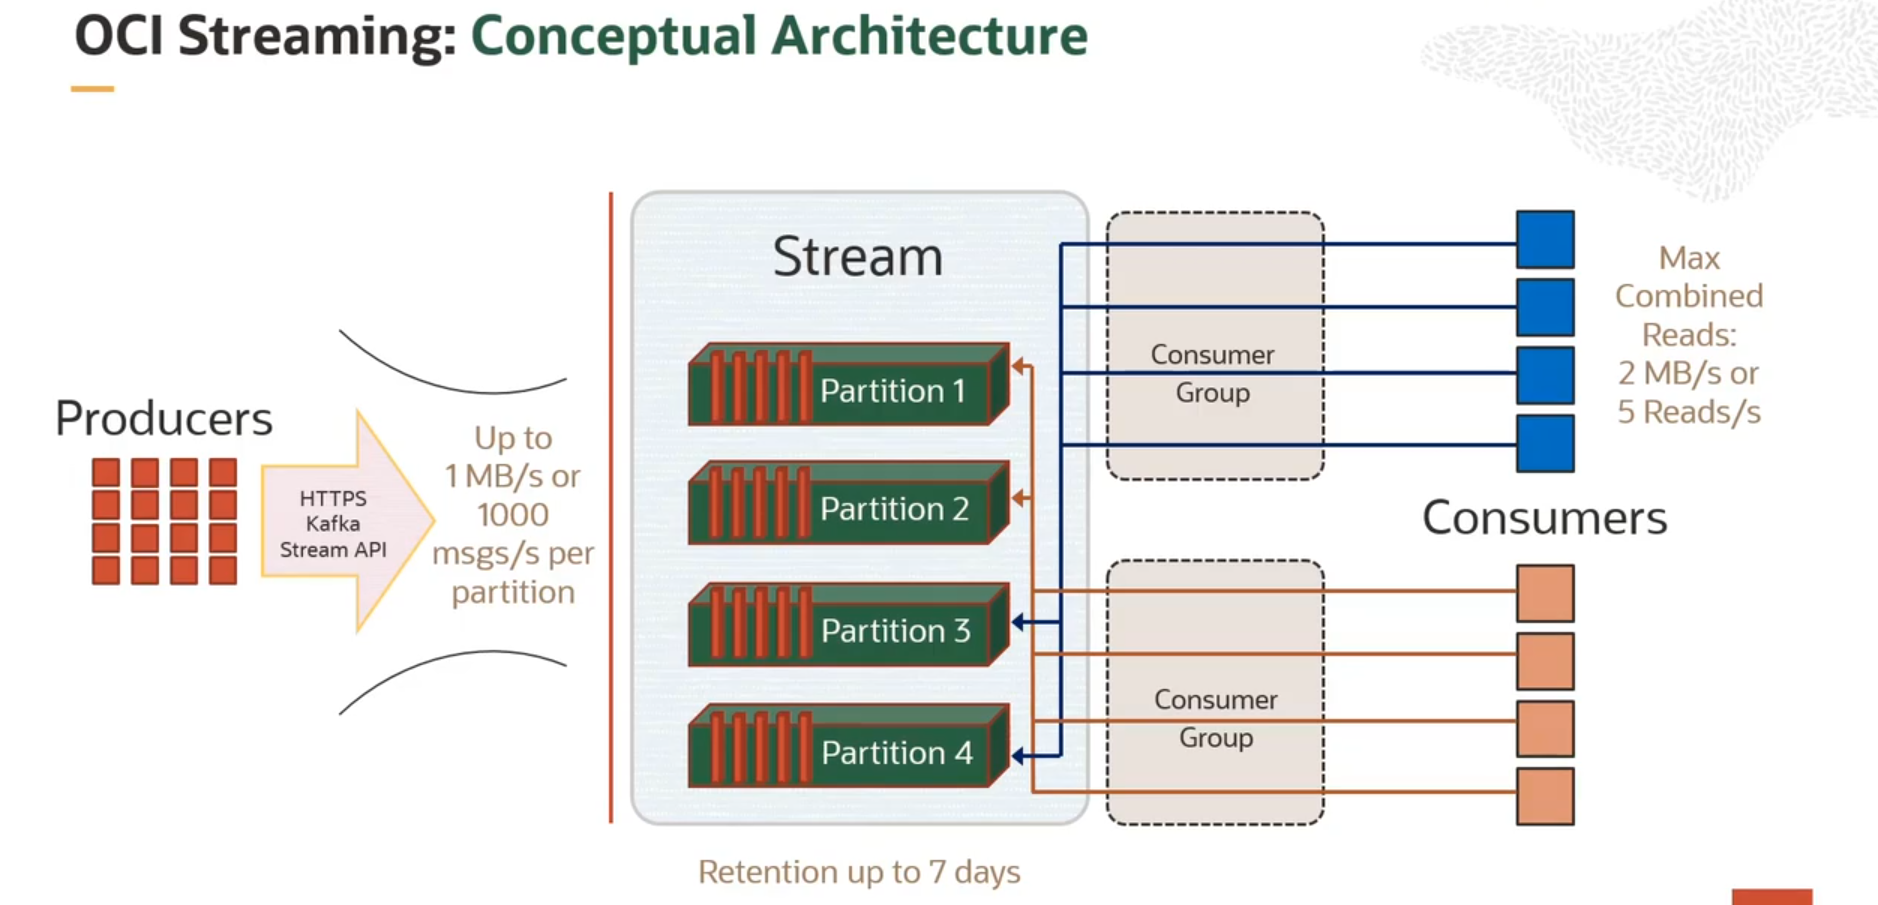 OCI Streaming: Conceptual Architecture
Producers
HTTPS
Kafka
Stream API
Up to
1 MB/s or
1000
msgs/s per
partition
Stream
Partition 1
Partition 2
Partition 3
Partition 4
Retention up to 7 days
Consumer
Group
Consumer
Group
Max
Combined
Reads:
2 MB/s or
5 Reads/s
Consumers